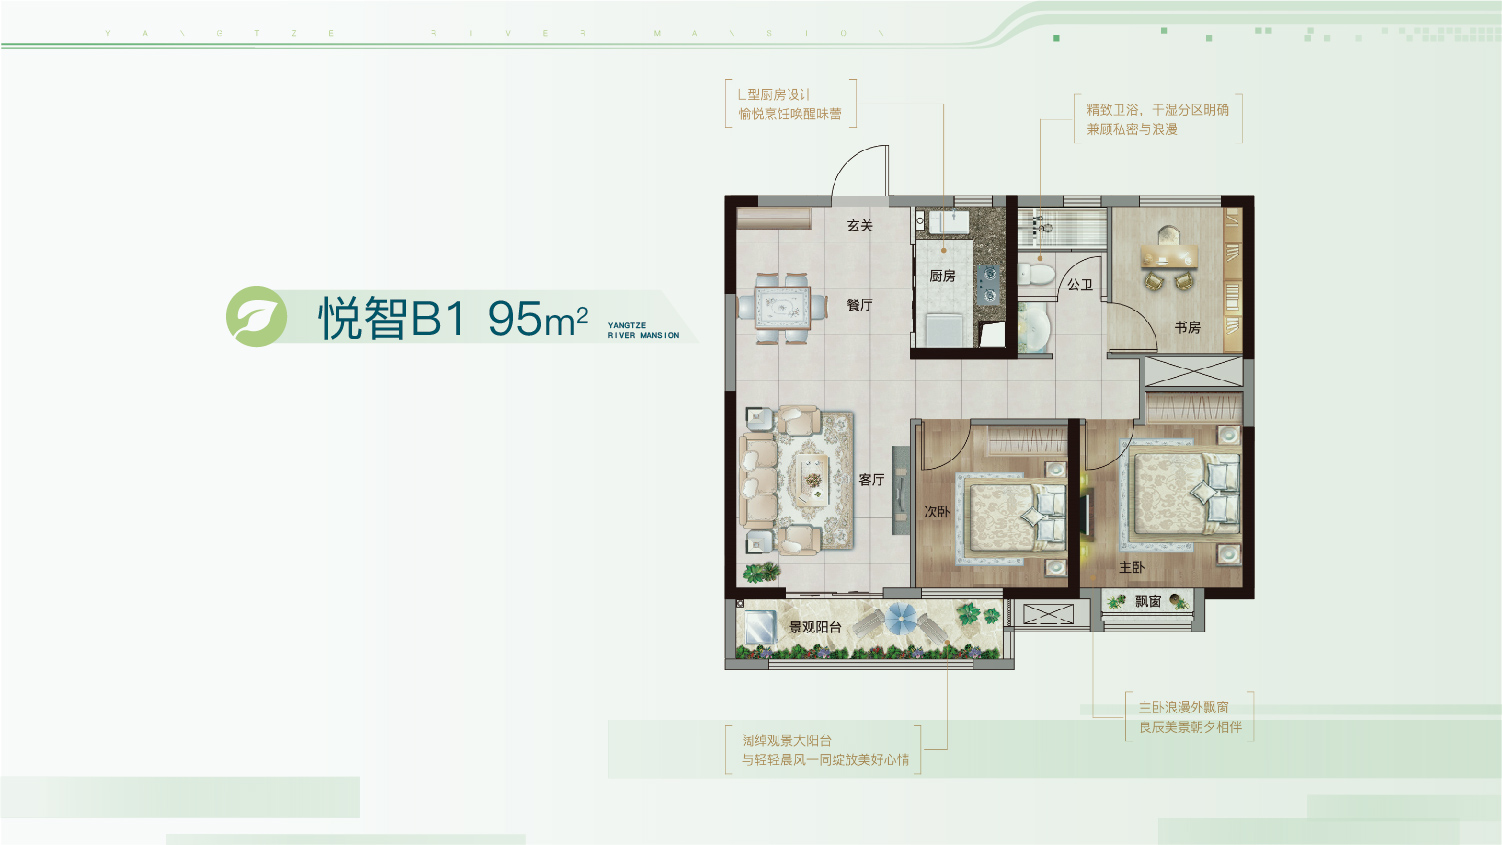 YANGTZE RIVER MANSION
L型厨房设计
愉悦烹饪唤醒味蕾
精致卫浴，干湿分区明确
兼顾私密与浪漫
玄关
厨房
餐厅
公卫
书房
悦智B1 95m²
YANGTZE
RIVER MANSION
客厅
次卧
主卧
飘窗
景观阳台
主卧浪漫外飘窗
良辰美景朝夕相伴
阔绰观景大阳台
与轻轻晨风一同绽放美好心情